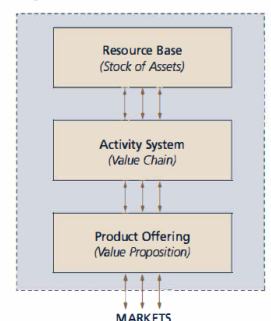 Resource Base
(Stock of Assets)
Activity System
(Value Chain)
Product Offering
(Value Proposition)
MARKETS